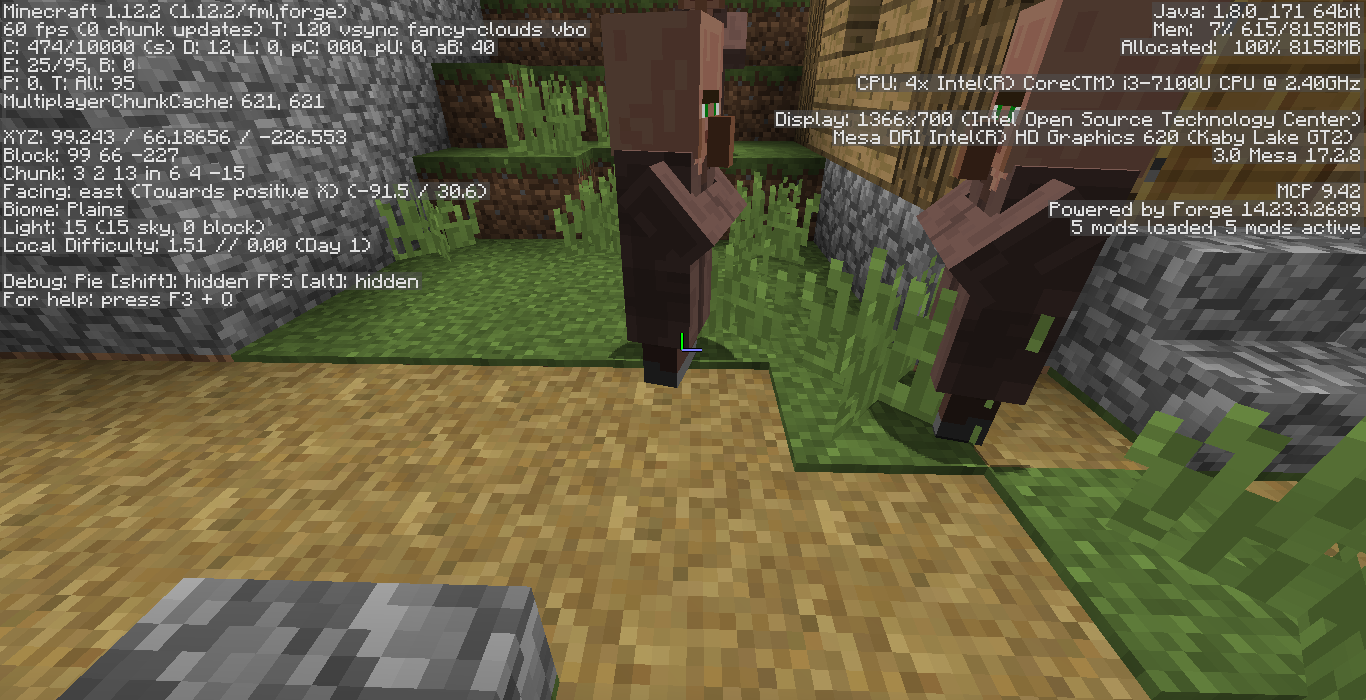 Minecraft 1.12.2 (1.12.2/fml,forge)
60 fps (0 chunk updates) T: 120 vsync fancy-clouds vbo
C: 474/10000 (s) D: 12, L: 0, pC: 000, pU: 0, aB: 40
E: 25/95, B: 0
P: 0. T: All: 95
MultiplayerChunkCache: 621, 621
XYZ: 99.243 / 66.18656 / -226.553
Block: 99 66 -227
Chunk: 3 2 13 in 6 4 -15
Facing: east (Towards positive X) (-91.5 / 30.6)
Biome: Plains
Light: 15 (15 sky, 0 block)
Local Difficulty: 1.51 // 0.00 (Day 1)
Debug: Pie [shift]: hidden FPS [alt]: hidden
For help: press F3 + Q
Java: 1.8.0_171 64bit
Mem: 7% 615/8158MB
Allocated: 100% 8158MB
CPU: 4x Intel(R) Core(TM) i3-7100U CPU @ 2.40GHz
Display: 1366x700 (Intel Open Source Technology Center)
Mesa DRI Intel(R) HD Graphics 620 (Kaby Lake GT2)
3.0 Mesa 17.2.8
MCP 9.42
Powered by Forge 14.23.3.2689
5 mods loaded, 5 mods active